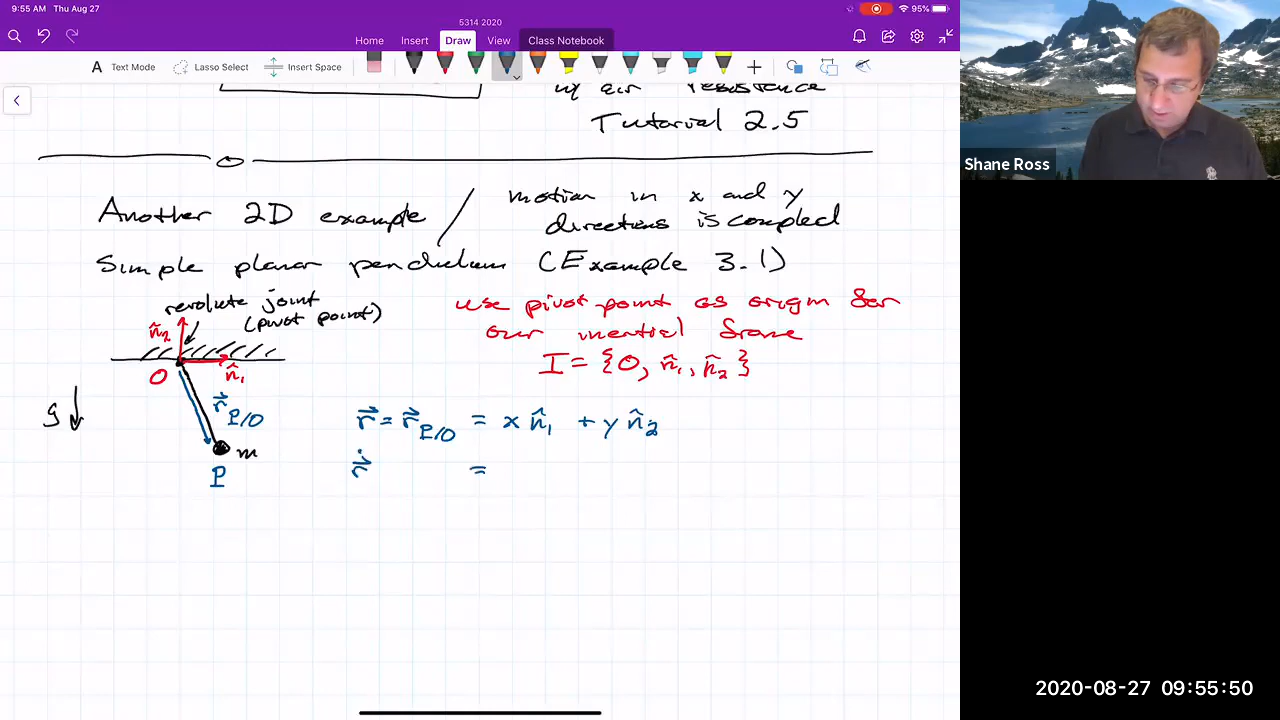 9:55 AM Thu Aug 27
95%
5314 2020
Home Insert Draw View Class Notebook
A Text Mode Lasso Select Insert Space
w/ air resistance
Tutorial 2.5
Another 2D example / motion in x and y
directions is coupled
Simple planar pendulum (Example 3.1)
revolute joint
(pivot point)
n̂₂
O
n̂₁
g
r⃗ P/O
m
P
use pivot point as origin for
our inertial frame
I = {O, n̂₁, n̂₂}
r⃗ = r⃗ P/O = x n̂₁ + y n̂₂
r⃗̇ =
Shane Ross
2020-08-27 09:55:50